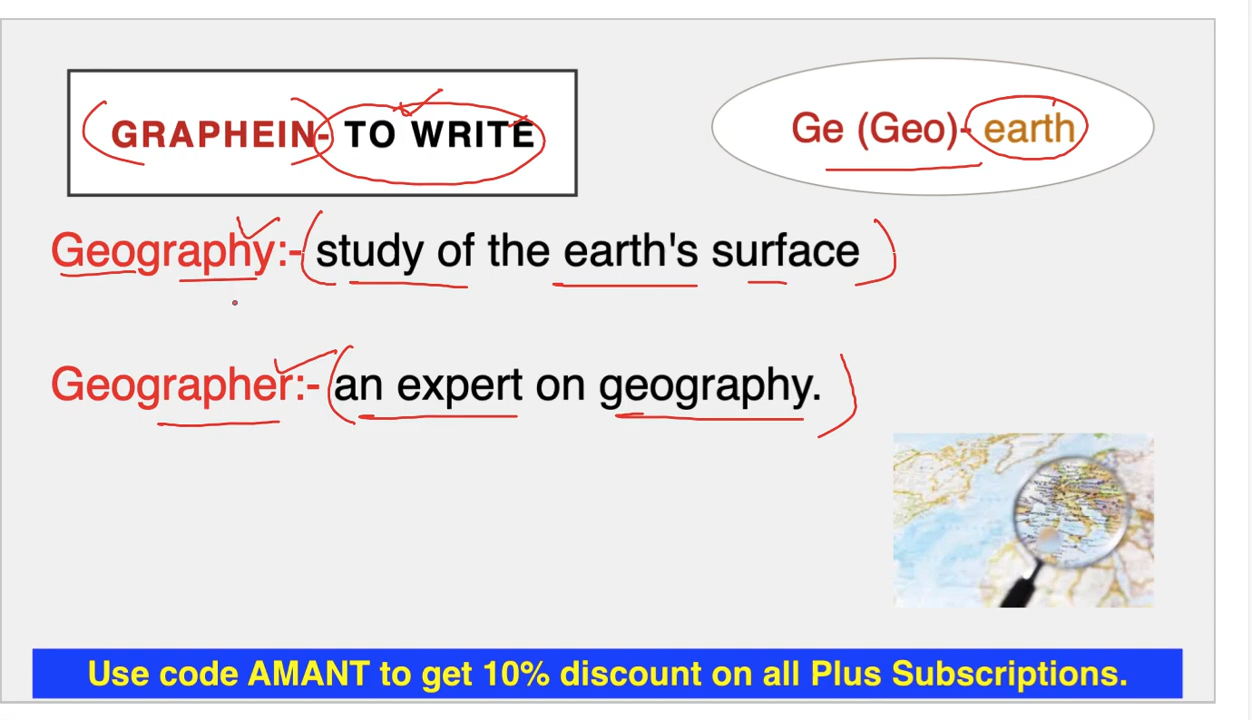 GRAPHEIN- TO WRITE
Ge (Geo)- earth
Geography:- study of the earth's surface
Geographer:- an expert on geography.
Use code AMANT to get 10% discount on all Plus Subscriptions.